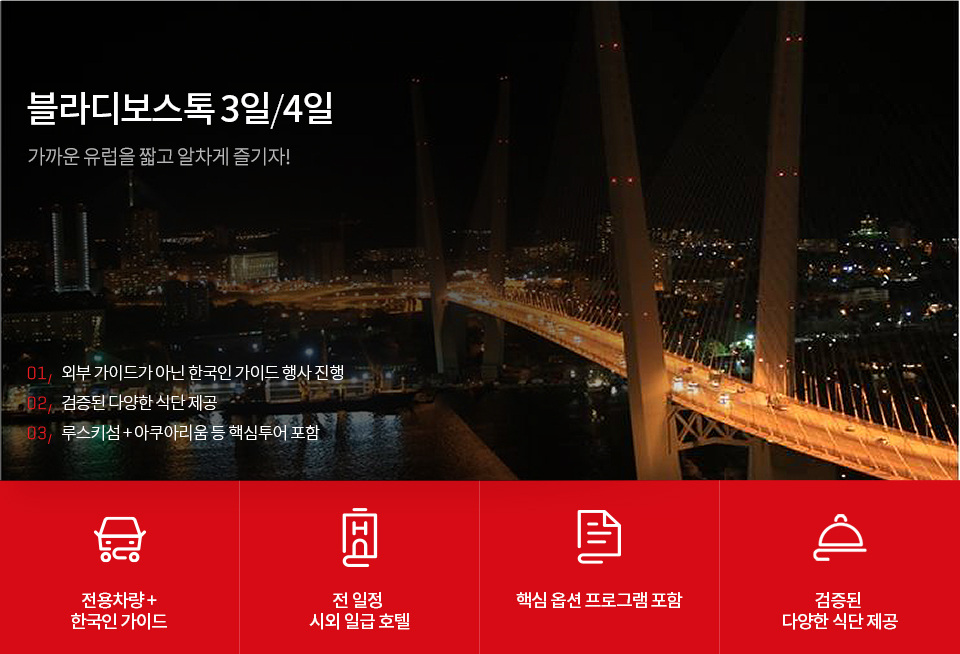 블라디보스톡 3일/4일
가까운 유럽을 짧고 알차게 즐기자!
01/ 외부 가이드가 아닌 한국인 가이드 행사 진행
02/ 검증된 다양한 식단 제공
03/ 루스키섬 + 아쿠아리움 등 핵심투어 포함
전용차량 +
한국인 가이드
전 일정
시외 일급 호텔
핵심 옵션 프로그램 포함
검증된
다양한 식단 제공